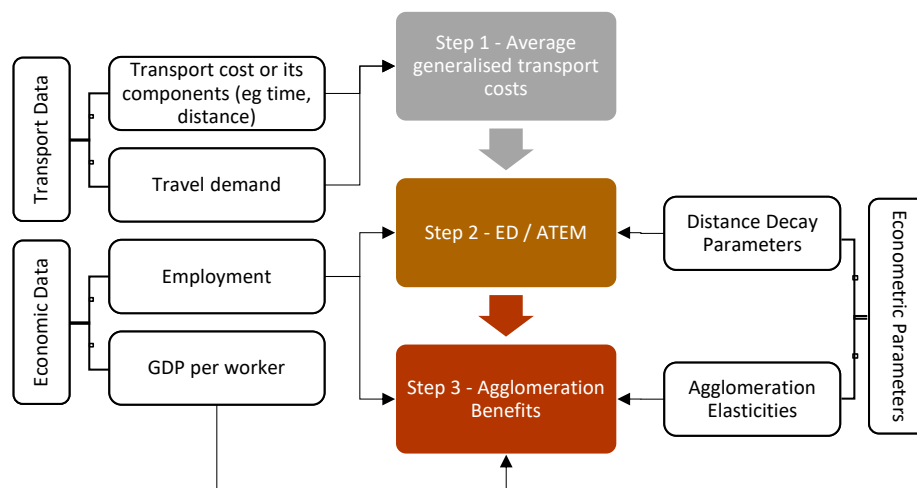 Transport Data
Transport cost or its
components (eg time,
distance)
Travel demand
Economic Data
Employment
GDP per worker
Step 1 - Average
generalised transport
costs
Step 2 - ED / ATEM
Step 3 - Agglomeration
Benefits
Distance Decay
Parameters
Agglomeration
Elasticities
Econometric Parameters